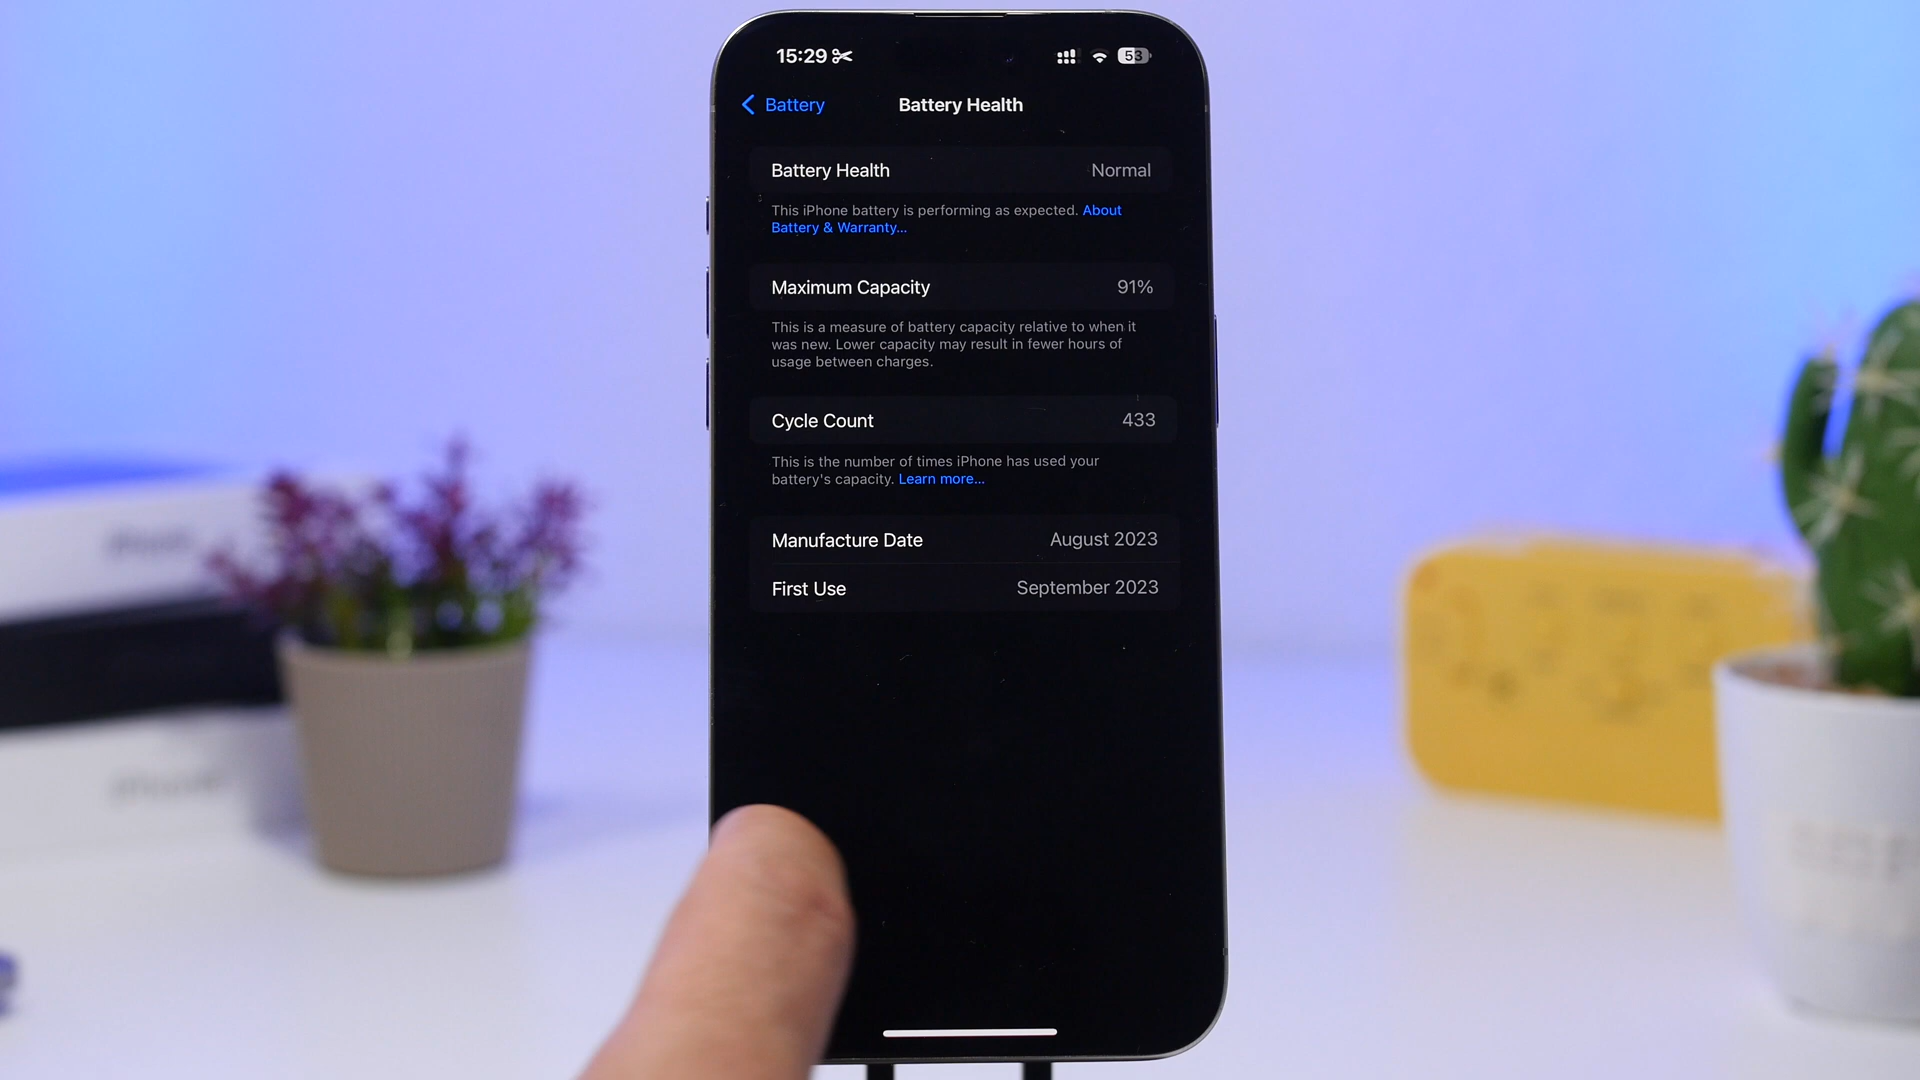 15:29
53
Battery
Battery Health
Battery Health Normal
This iPhone battery is performing as expected. About
Battery & Warranty...
Maximum Capacity 91%
This is a measure of battery capacity relative to when it
was new. Lower capacity may result in fewer hours of
usage between charges.
Cycle Count 433
This is the number of times iPhone has used your
battery's capacity. Learn more...
Manufacture Date August 2023
First Use September 2023
iPhone
iPhone